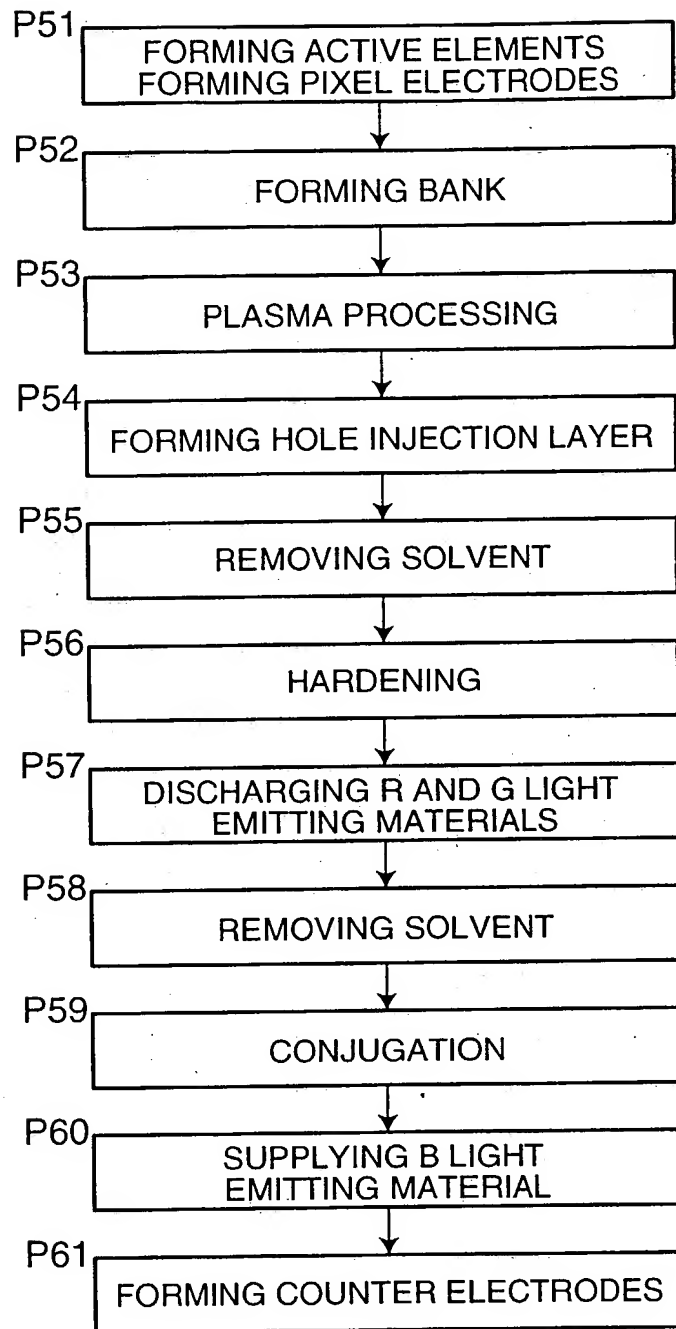 P51
FORMING ACTIVE ELEMENTS
FORMING PIXEL ELECTRODES
P52
FORMING BANK
P53
PLASMA PROCESSING
P54
FORMING HOLE INJECTION LAYER
P55
REMOVING SOLVENT
P56
HARDENING
P57
DISCHARGING R AND G LIGHT
EMITTING MATERIALS
P58
REMOVING SOLVENT
P59
CONJUGATION
P60
SUPPLYING B LIGHT
EMITTING MATERIAL
P61
FORMING COUNTER ELECTRODES